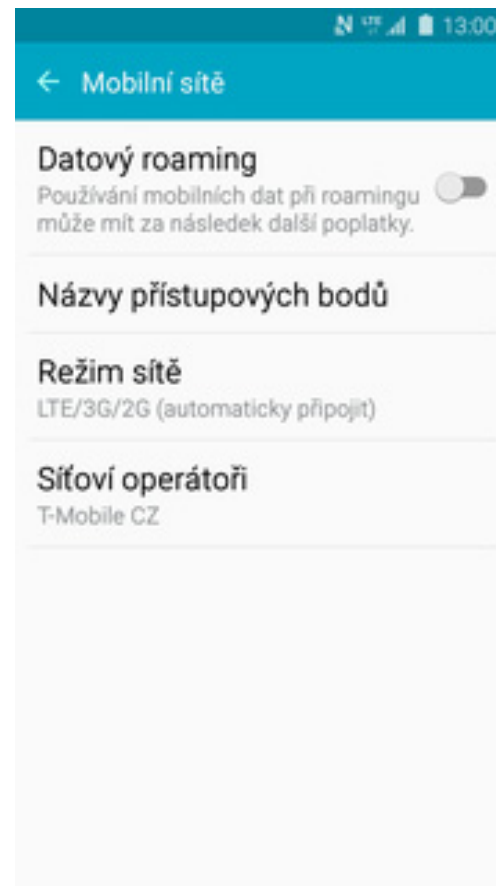 LTE 13:00
Mobilní sítě
Datový roaming
Používání mobilních dat při roamingu
může mít za následek další poplatky.
Názvy přístupových bodů
Režim sítě
LTE/3G/2G (automaticky připojit)
Síťoví operátoři
T-Mobile CZ